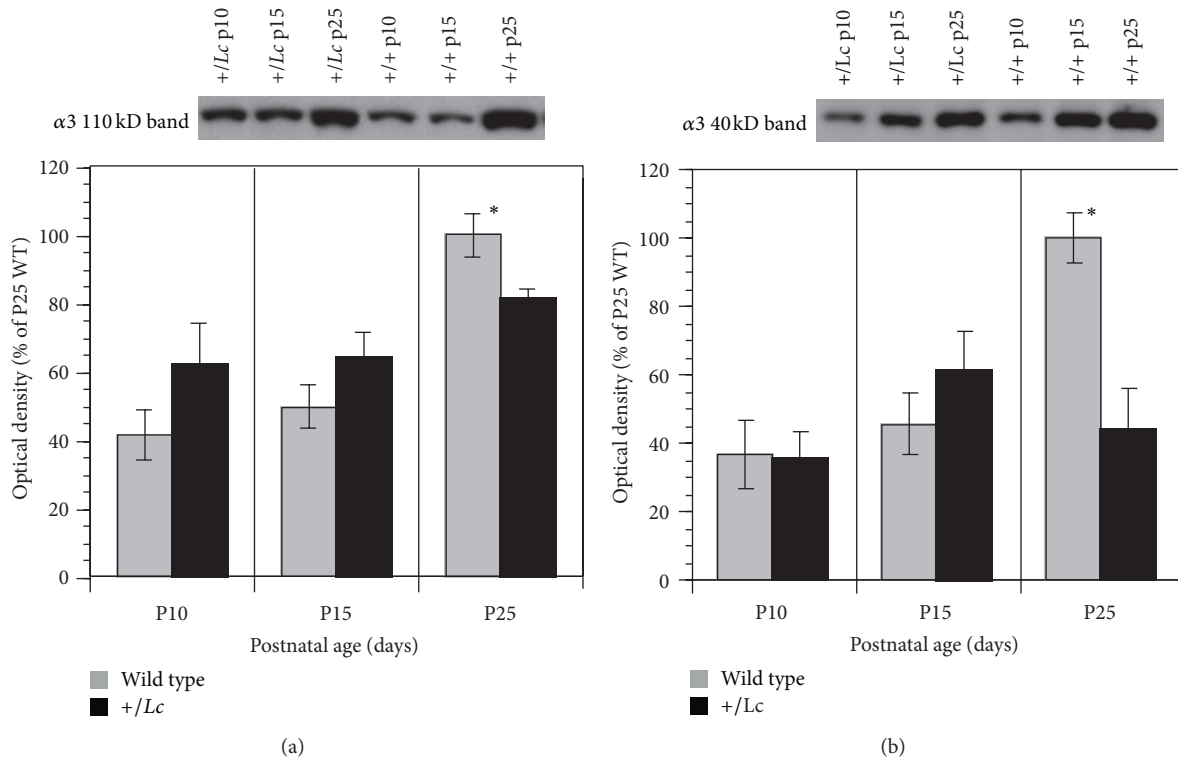 +/Lc p10
+/Lc p15
+/Lc p25
+/+ p10
+/+ p15
+/+ p25
α3 110 kD band
120
100
80
60
40
20
0
Optical density (% of P25 WT)
*
P10
P15
P25
Postnatal age (days)
Wild type
+/Lc
(a)
+/Lc p10
+/Lc p15
+/Lc p25
+/+ p10
+/+ p15
+/+ p25
α3 40 kD band
120
100
80
60
40
20
0
Optical density (% of P25 WT)
*
P10
P15
P25
Postnatal age (days)
Wild type
+/Lc
(b)